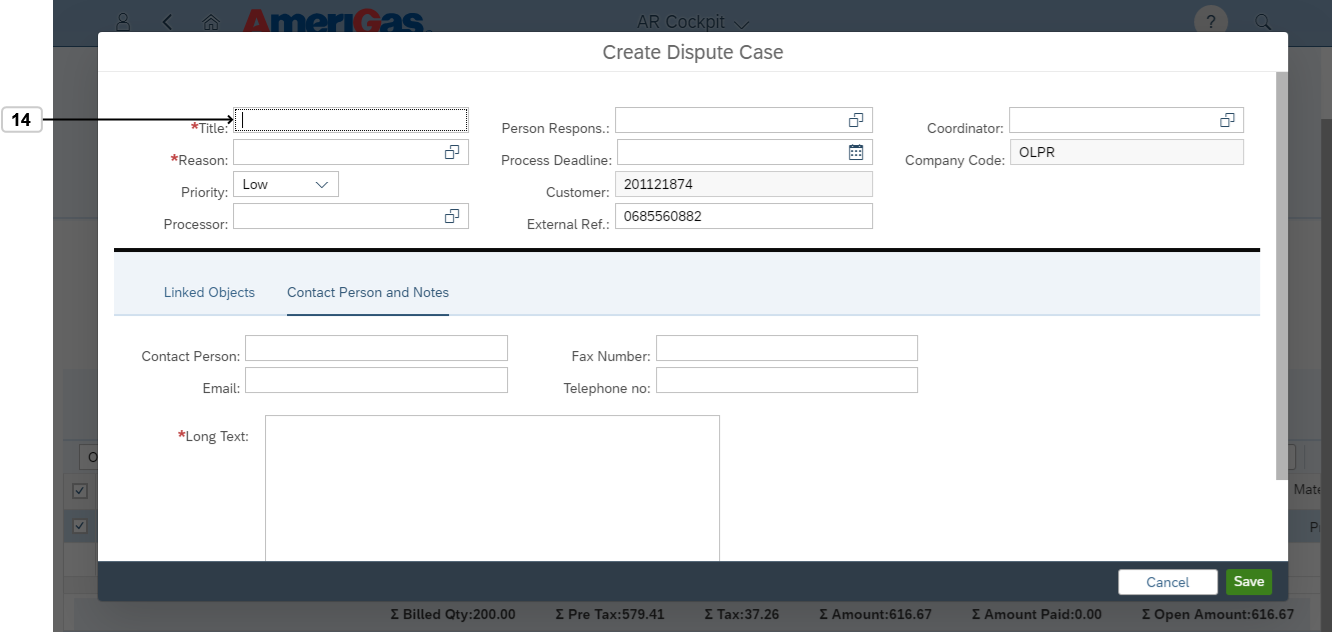 AmeriGas
AR Cockpit
?
Create Dispute Case
14
*Title:
Person Respons.:
Coordinator:
*Reason:
Process Deadline:
Company Code: OLPR
Priority: Low
Customer: 201121874
Processor:
External Ref.: 0685560882
Linked Objects
Contact Person and Notes
Contact Person:
Fax Number:
Email:
Telephone no:
*Long Text:
Cancel
Save
Σ Billed Qty:200.00
Σ Pre Tax:579.41
Σ Tax:37.26
Σ Amount:616.67
Σ Amount Paid:0.00
Σ Open Amount:616.67